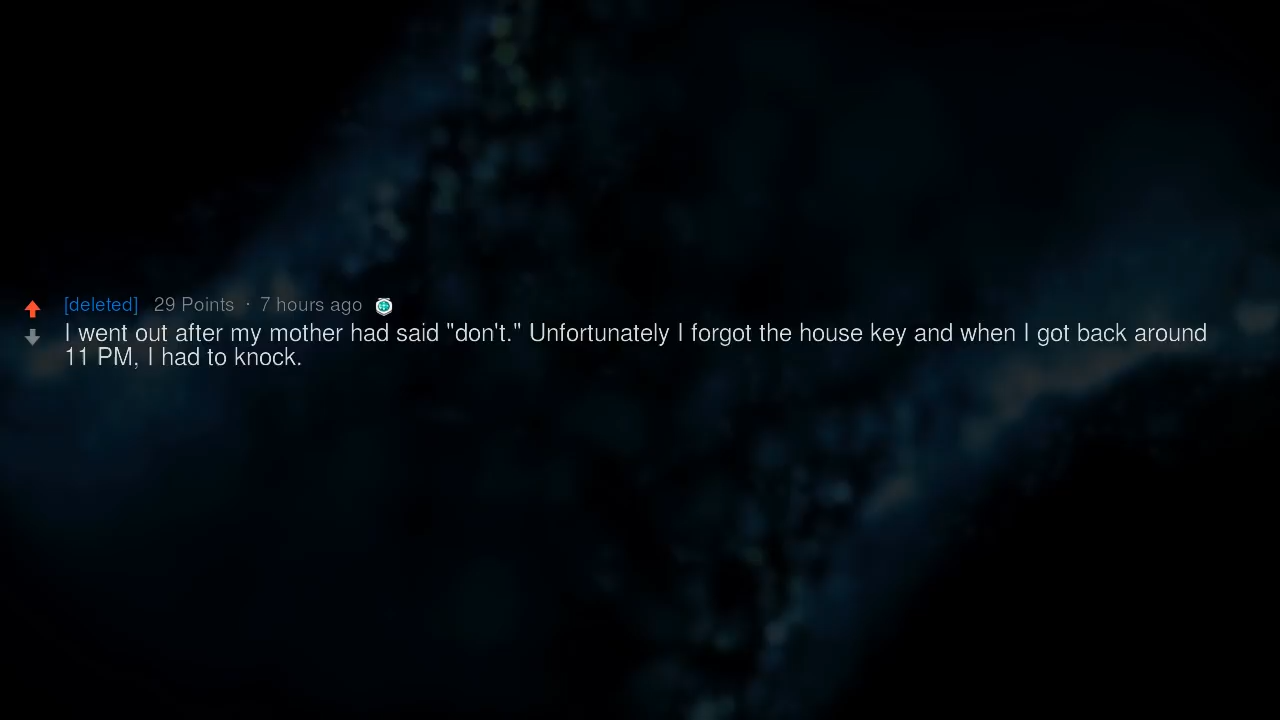 [deleted] 29 Points · 7 hours ago
I went out after my mother had said "don't." Unfortunately I forgot the house key and when I got back around
11 PM, I had to knock.